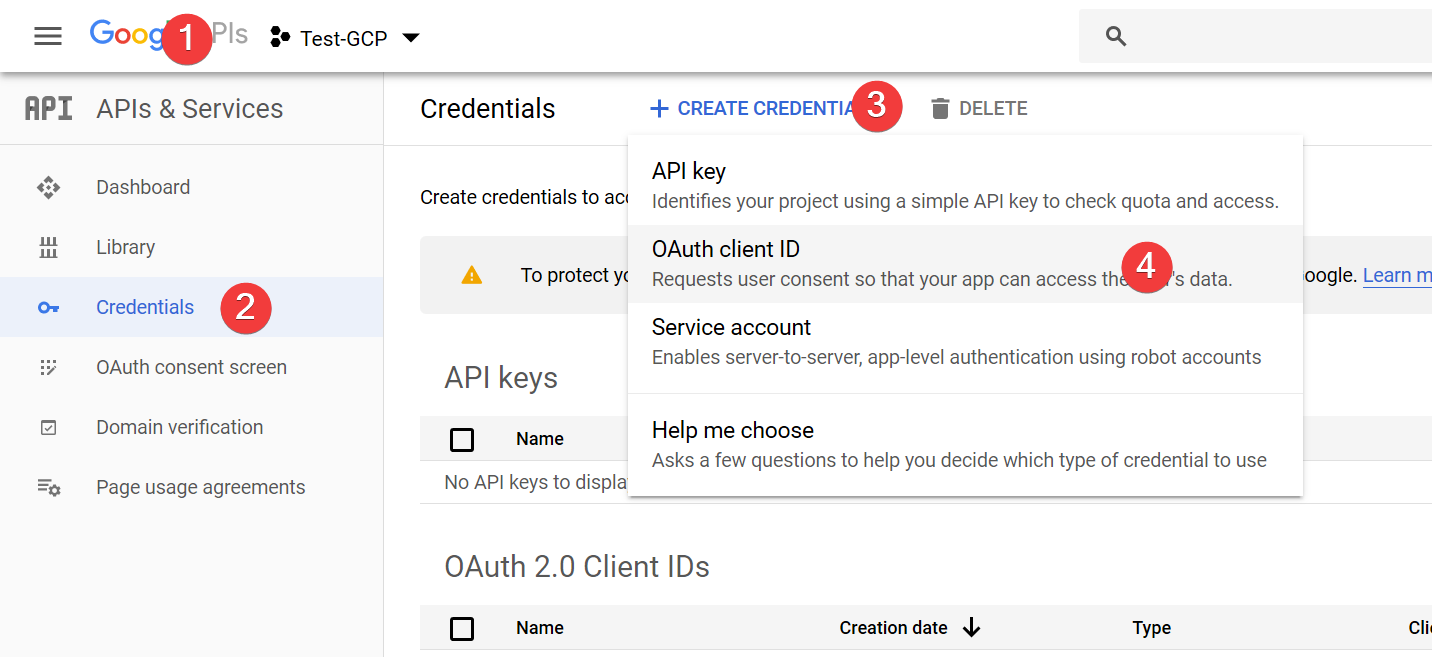 Goog 1 PIs Test-GCP
API APIs & Services
Dashboard
Library
Credentials 2
OAuth consent screen
Domain verification
Page usage agreements
Credentials
CREATE CREDENTIA 3
DELETE
Create credentials to acc
API key
Identifies your project using a simple API key to check quota and access.
OAuth client ID
Requests user consent so that your app can access the 4 's data.
Service account
Enables server-to-server, app-level authentication using robot accounts
Help me choose
Asks a few questions to help you decide which type of credential to use
To protect yo
oogle. Learn m
API keys
Name
No API keys to displa
OAuth 2.0 Client IDs
Name Creation date Type Clie